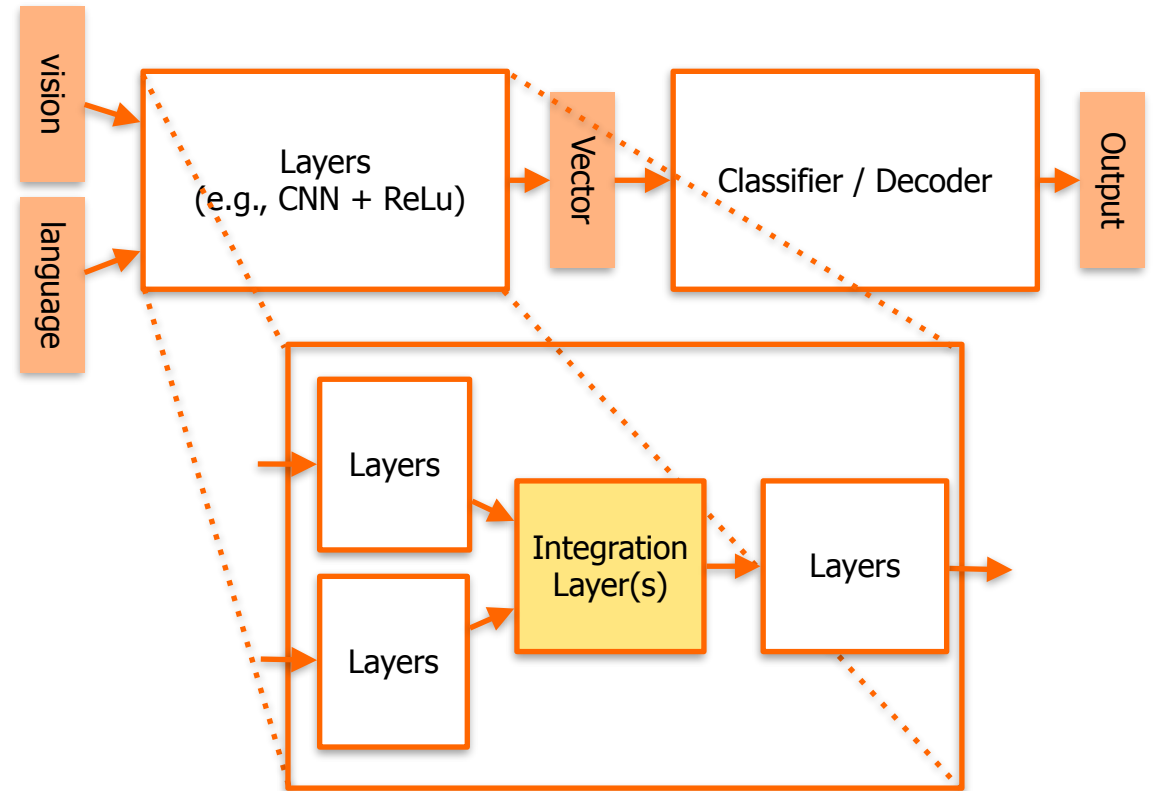 vision
language
Layers
(e.g., CNN + ReLu)
Vector
Classifier / Decoder
Output
Layers
Layers
Integration
Layer(s)
Layers